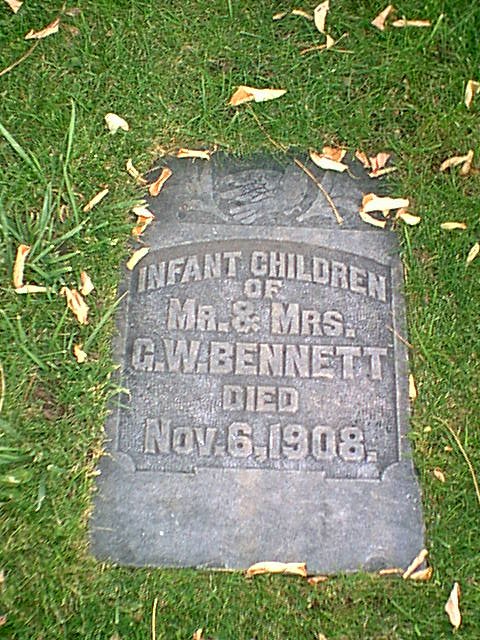 INFANT CHILDREN
OF
MR. & MRS.
G.W. BENNETT
DIED
NOV. 6, 1908.